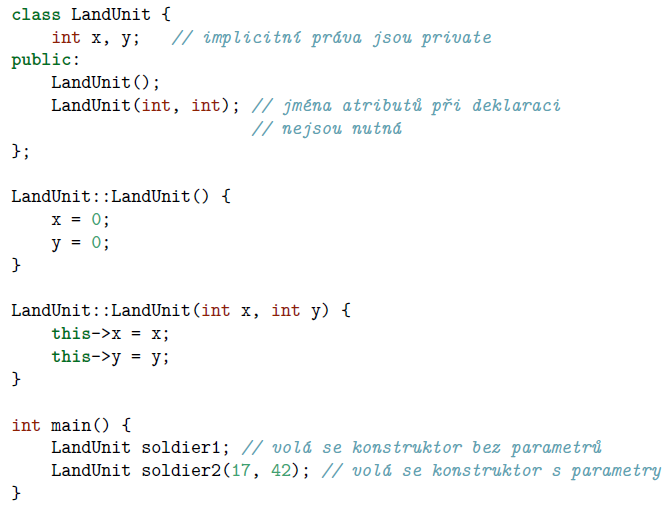 class LandUnit {
    int x, y;   // implicitní práva jsou private
public:
    LandUnit();
    LandUnit(int, int); // jména atributů při deklaraci
                        // nejsou nutná
};

LandUnit::LandUnit() {
    x = 0;
    y = 0;
}

LandUnit::LandUnit(int x, int y) {
    this->x = x;
    this->y = y;
}

int main() {
    LandUnit soldier1; // volá se konstruktor bez parametrů
    LandUnit soldier2(17, 42); // volá se konstruktor s parametry
}